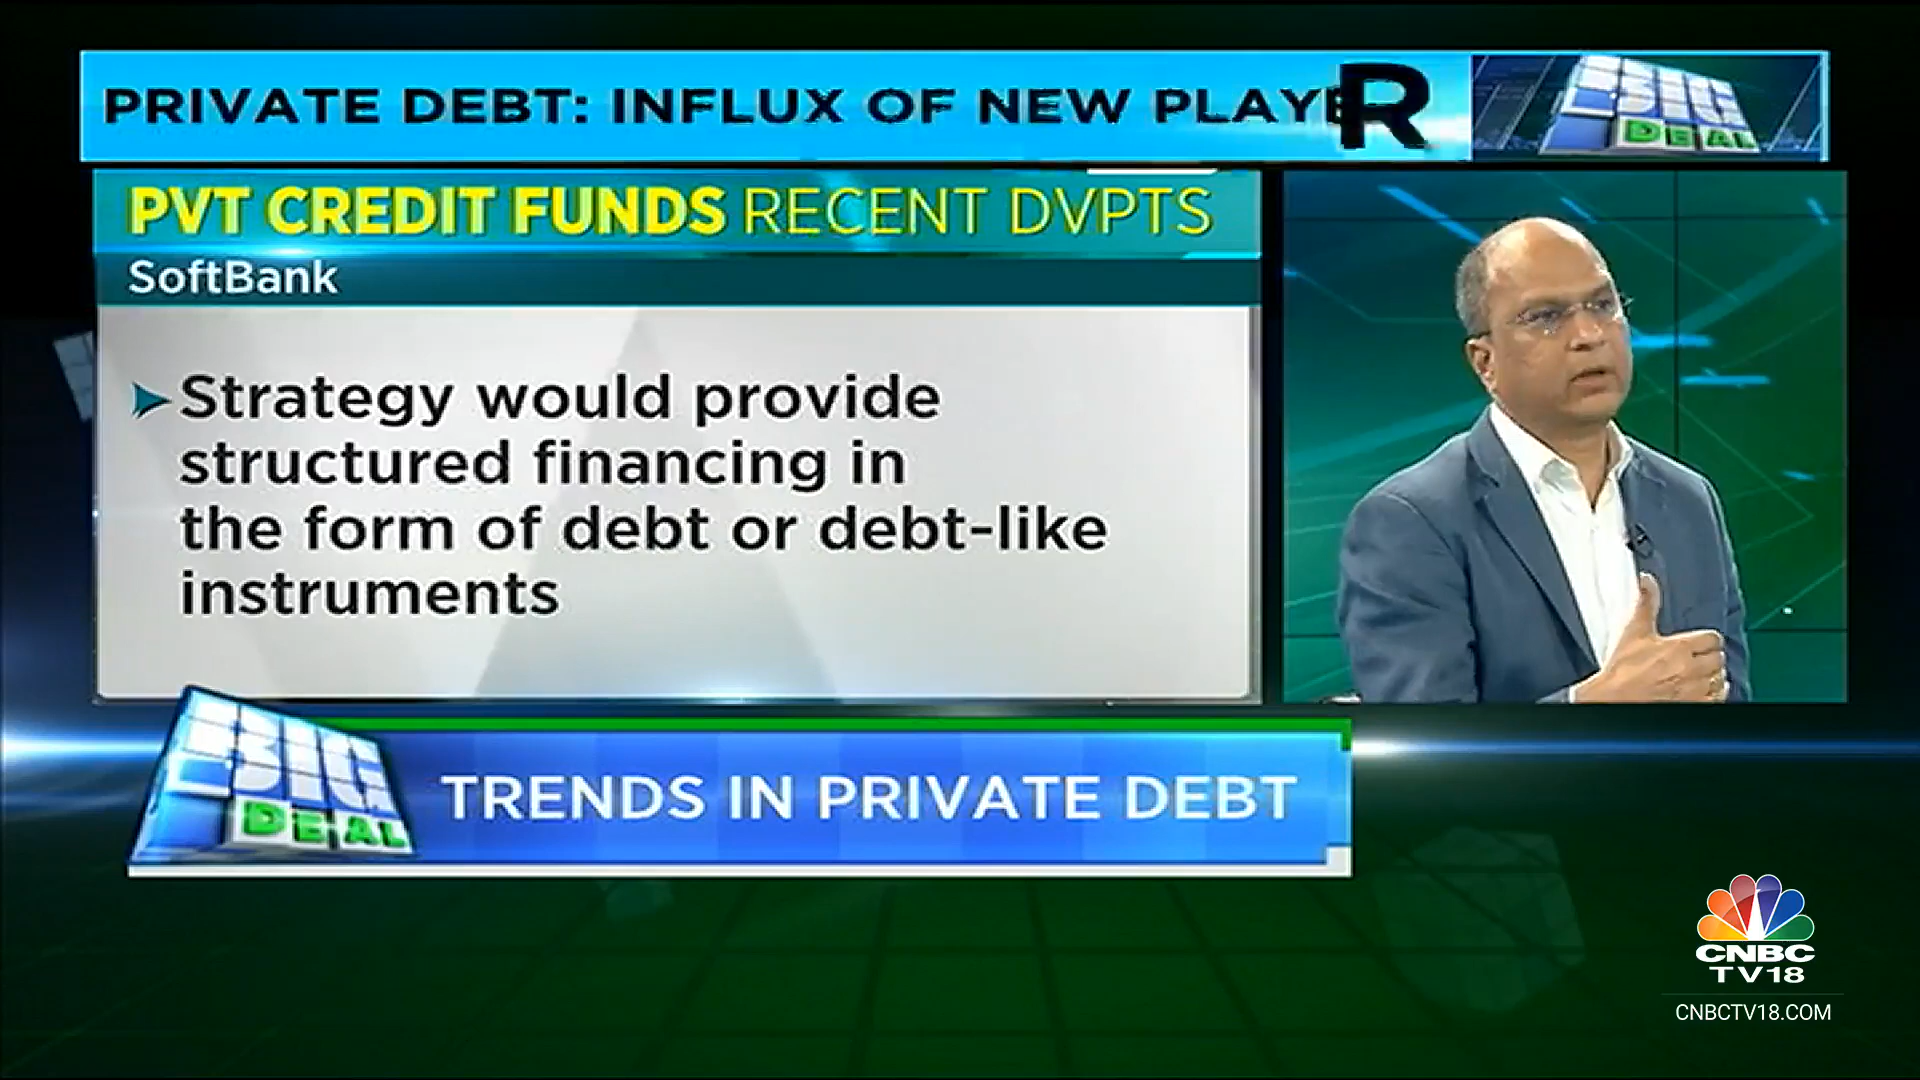 PRIVATE DEBT: INFLUX OF NEW PLAYER
BIG
DEAL
PVT CREDIT FUNDS RECENT DVPTS
SoftBank
Strategy would provide
structured financing in
the form of debt or debt-like
instruments
BIG
DEAL
TRENDS IN PRIVATE DEBT
CNBC
TV18
CNBCTV18.COM